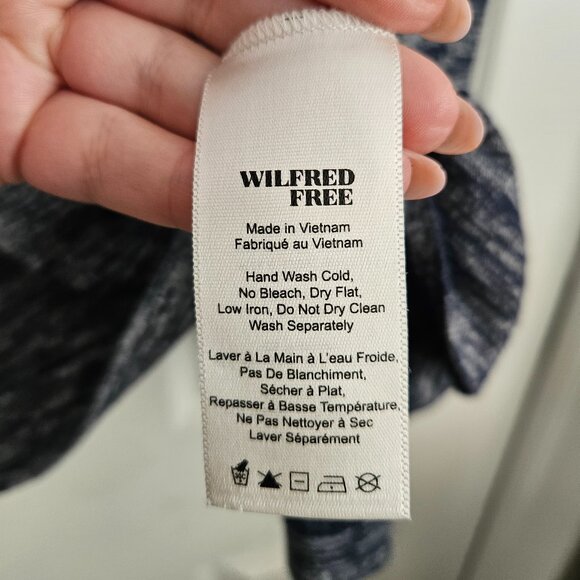 WILFRED
FREE
Made in Vietnam
Fabriqué au Vietnam
Hand Wash Cold,
No Bleach, Dry Flat,
Low Iron, Do Not Dry Clean
Wash Separately
Laver à La Main à L'eau Froide,
Pas De Blanchiment,
Sécher à Plat,
Repasser à Basse Température,
Ne Pas Nettoyer à Sec
Laver Séparément